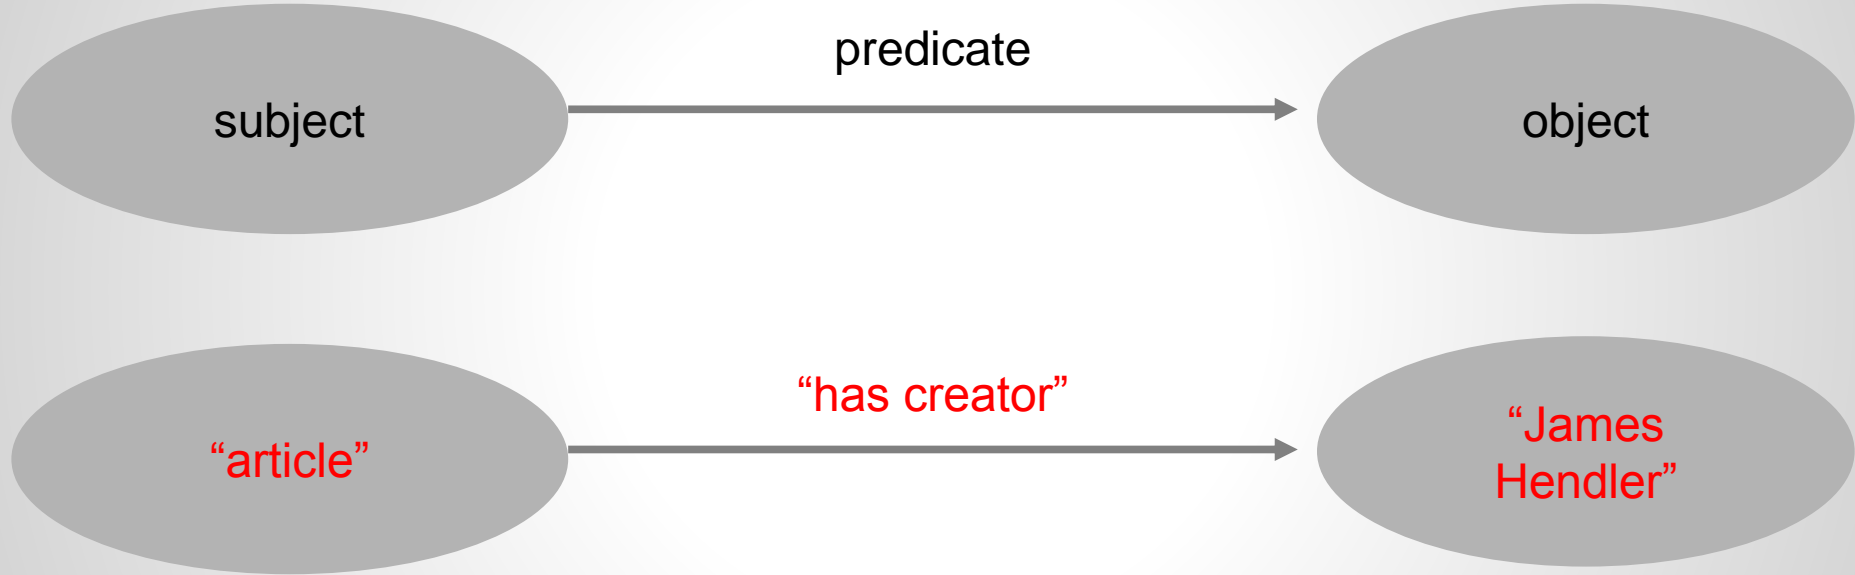 predicate
subject
object
“has creator”
“article”
“James
Hendler”